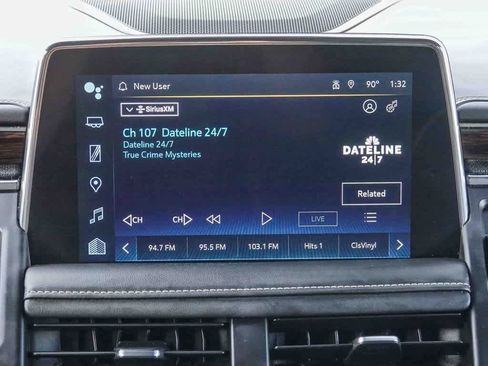 New User 90° 1:32
SiriusXM
Ch 107 Dateline 24/7
Dateline 24/7
True Crime Mysteries
DATELINE
24|7
Related
CH CH LIVE
94.7 FM 95.5 FM 103.1 FM Hits 1 ClsVinyl